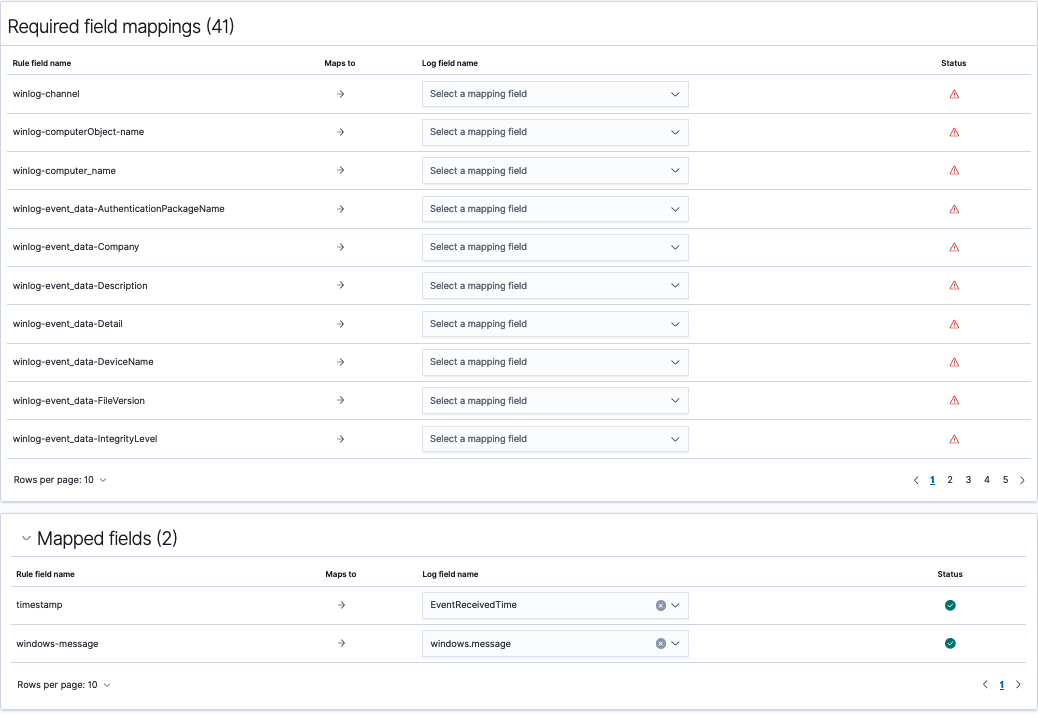 Required field mappings (41)
Rule field name Maps to Log field name Status
winlog-channel Select a mapping field
winlog-computerObject-name Select a mapping field
winlog-computer_name Select a mapping field
winlog-event_data-AuthenticationPackageName Select a mapping field
winlog-event_data-Company Select a mapping field
winlog-event_data-Description Select a mapping field
winlog-event_data-Detail Select a mapping field
winlog-event_data-DeviceName Select a mapping field
winlog-event_data-FileVersion Select a mapping field
winlog-event_data-IntegrityLevel Select a mapping field
Rows per page: 10 1 2 3 4 5
Mapped fields (2)
Rule field name Maps to Log field name Status
timestamp EventReceivedTime
windows-message windows.message
Rows per page: 10 1